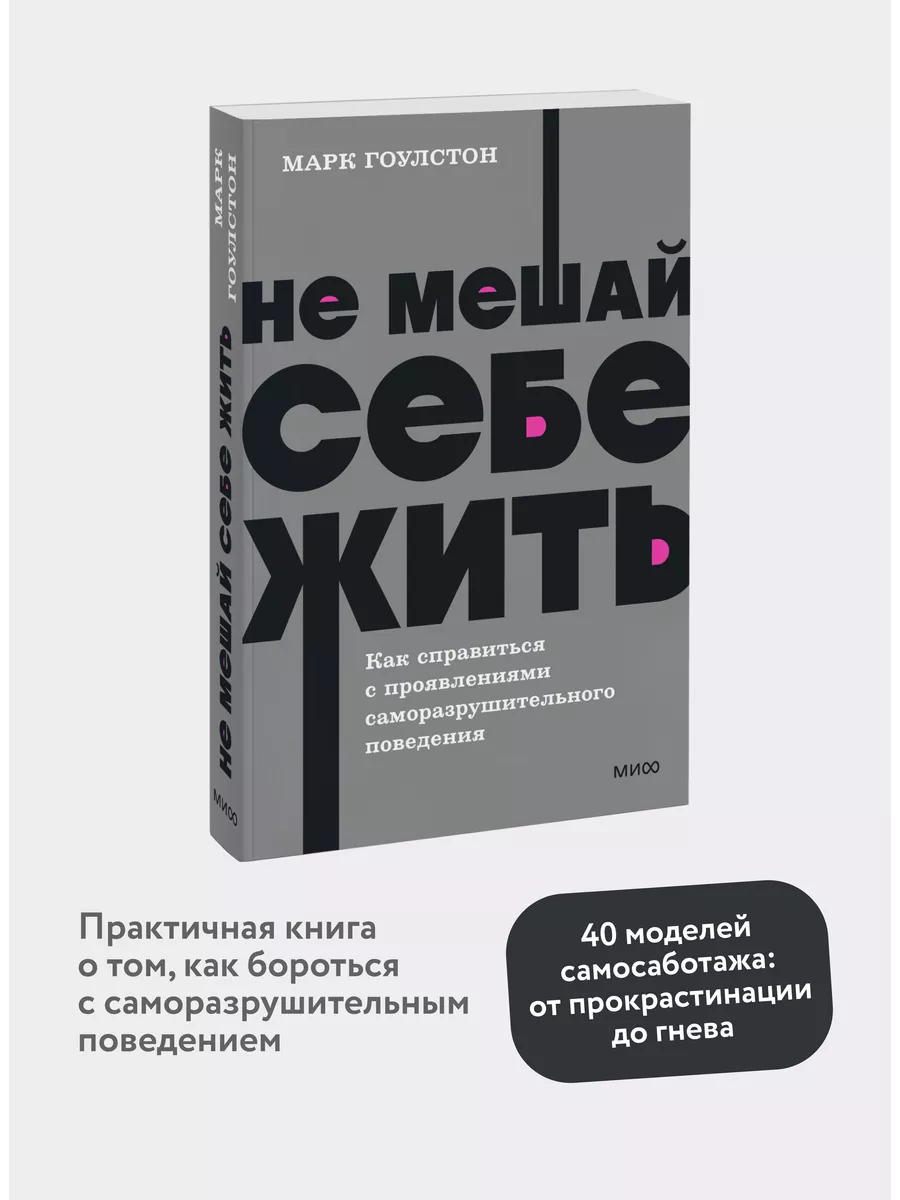 МАРК ГОУЛСТОН
НЕ МЕШАЙ
СЕБЕ
ЖИТЬ
Как справиться
с проявлениями
саморазрушительного
поведения
МИФ
МАРК
ГОУЛСТОН
НЕ МЕШАЙ СЕБЕ ЖИТЬ
МИФ
Практичная книга
о том, как бороться
с саморазрушительным
поведением
40 моделей
самосаботажа:
от прокрастинации
до гнева